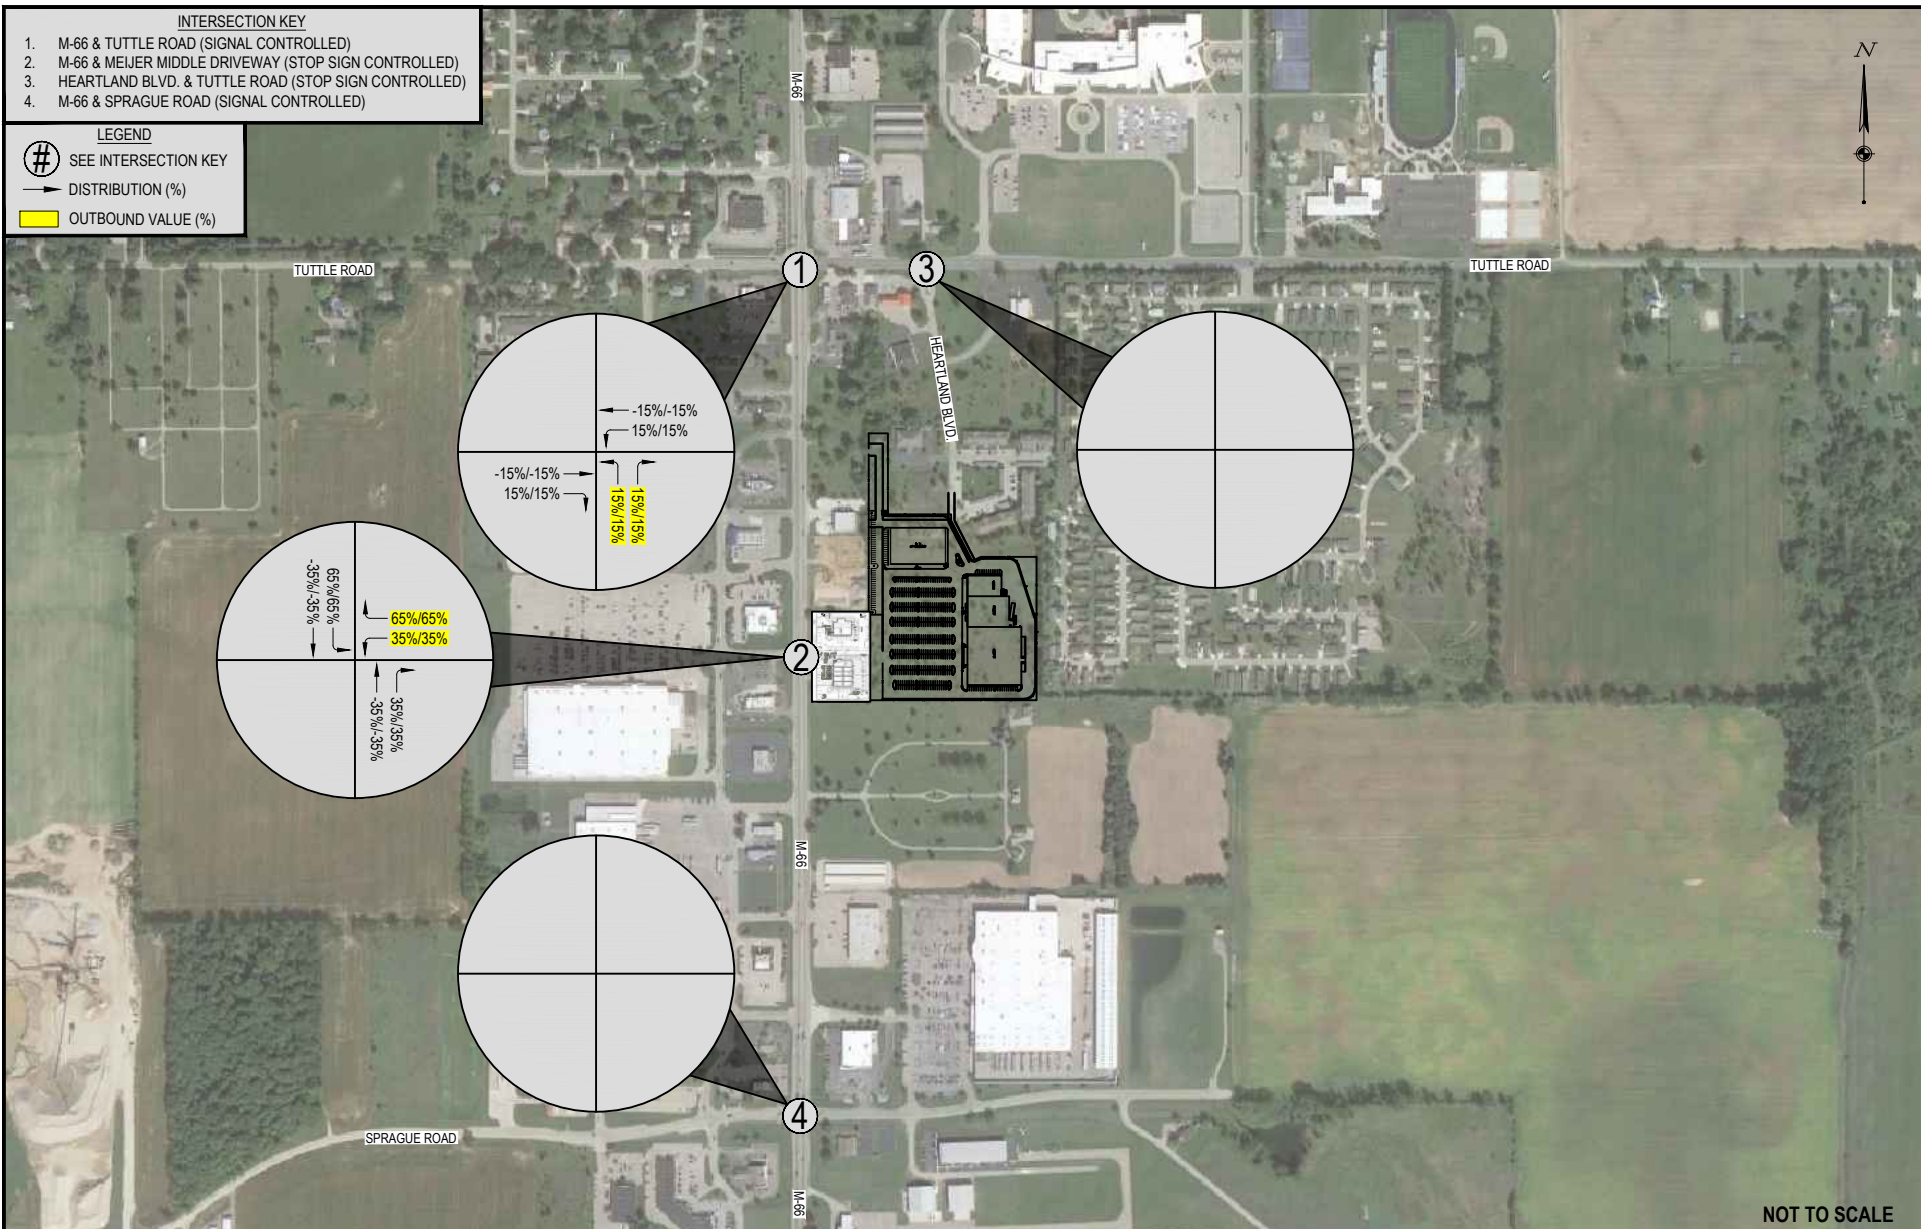 INTERSECTION KEY
1. M-66 & TUTTLE ROAD (SIGNAL CONTROLLED)
2. M-66 & MEIJER MIDDLE DRIVEWAY (STOP SIGN CONTROLLED)
3. HEARTLAND BLVD. & TUTTLE ROAD (STOP SIGN CONTROLLED)
4. M-66 & SPRAGUE ROAD (SIGNAL CONTROLLED)
LEGEND
# SEE INTERSECTION KEY
DISTRIBUTION (%)
OUTBOUND VALUE (%)
M-66
N
TUTTLE ROAD
1
3
TUTTLE ROAD
HEARTLAND BLVD.
-15%/-15%
15%/15%
-15%/-15%
15%/15%
15%/15%
15%/15%
-35%/-35%
65%/65%
65%/65%
35%/35%
-35%/-35%
35%/35%
2
M-66
4
SPRAGUE ROAD
M-66
NOT TO SCALE